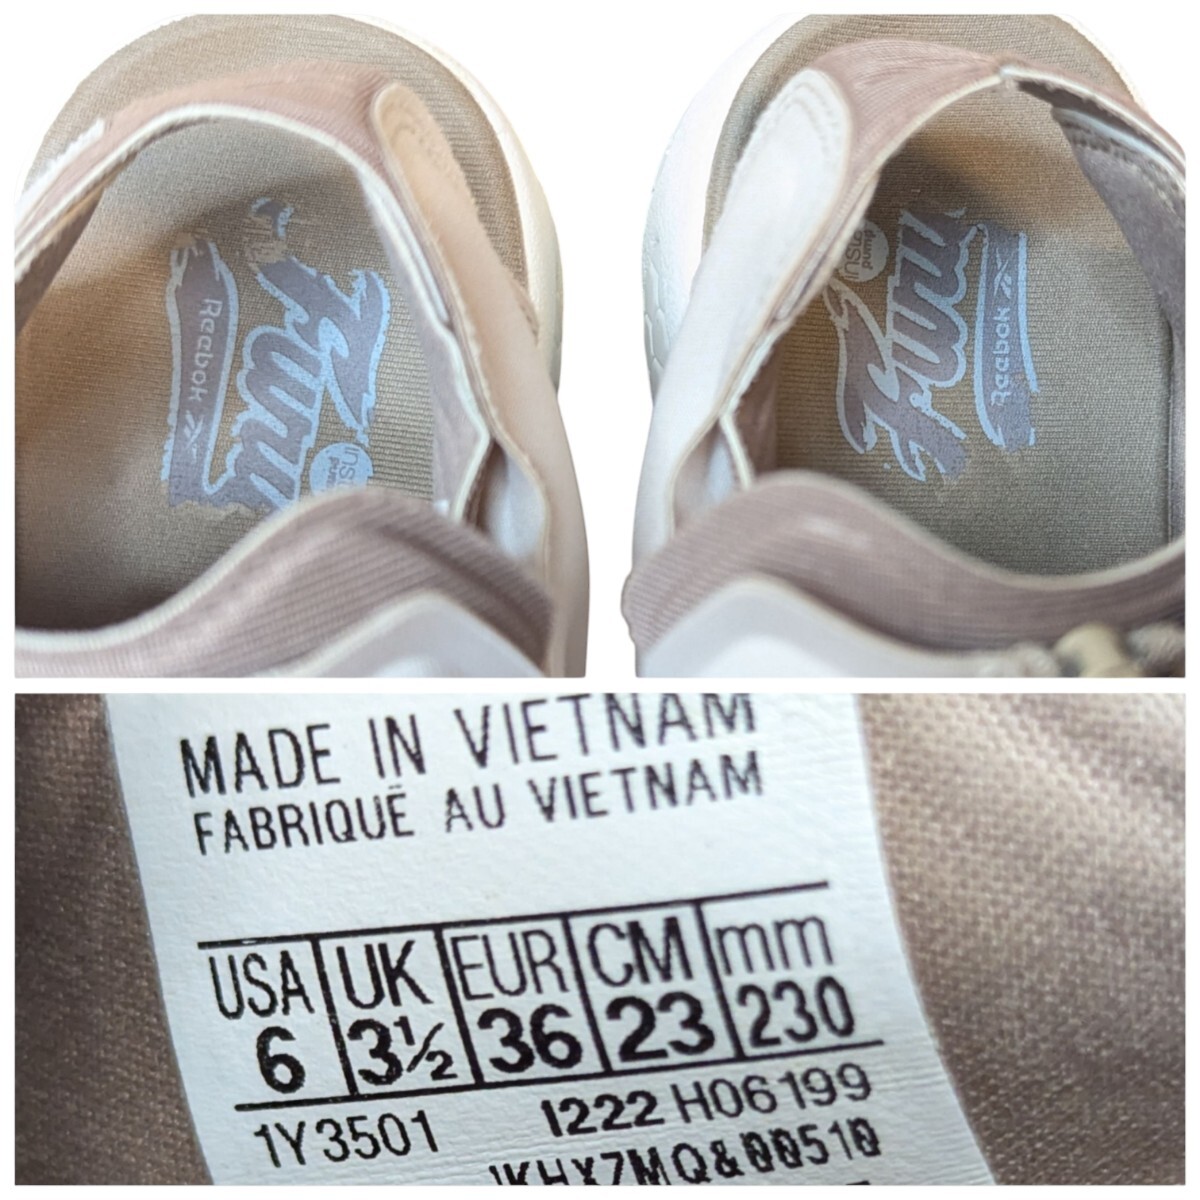 Fury
Reebok
Fury
Reebok
MADE IN VIETNAM
FABRIQUÉ AU VIETNAM
USA UK EUR CM mm
6 3½ 36 23 230
1Y3501 1222 H06199